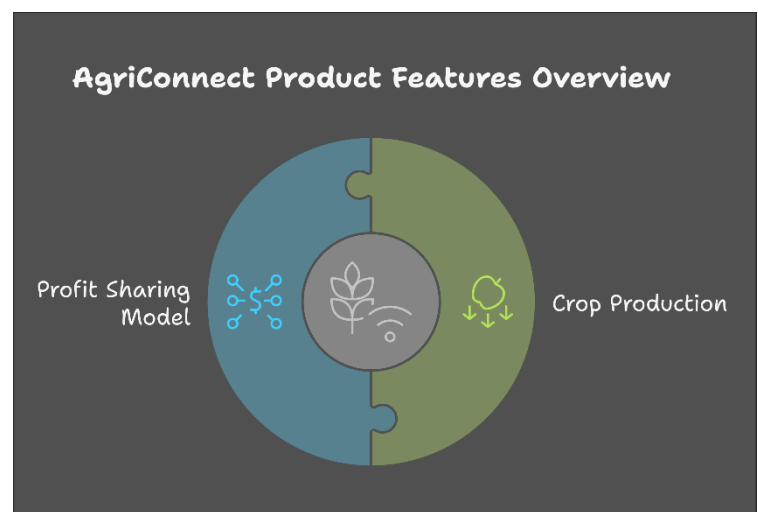 AgriConnect Product Features Overview
Profit Sharing
Model
Crop Production